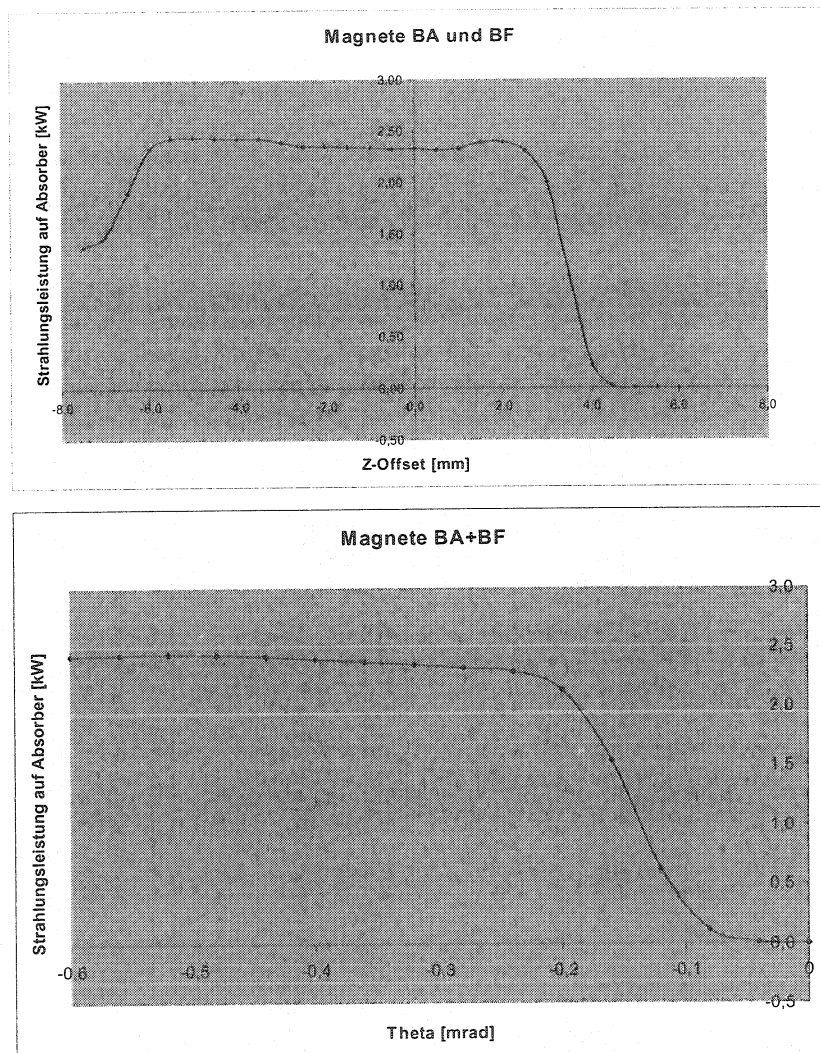 Magnete BA und BF
Strahlungsleistung auf Absorber [kW]
3,00
2,50
2,00
1,50
1,00
0,50
0,00
-0,50
-8,0 -6,0 -4,0 -2,0 0,0 2,0 4,0 6,0 8,0
Z-Offset [mm]
Magnete BA+BF
Strahlungsleistung auf Absorber [kW]
3,0
2,5
2,0
1,5
1,0
0,5
0,0
-0,5
-0,6 -0,5 -0,4 -0,3 -0,2 -0,1 0
Theta [mrad]